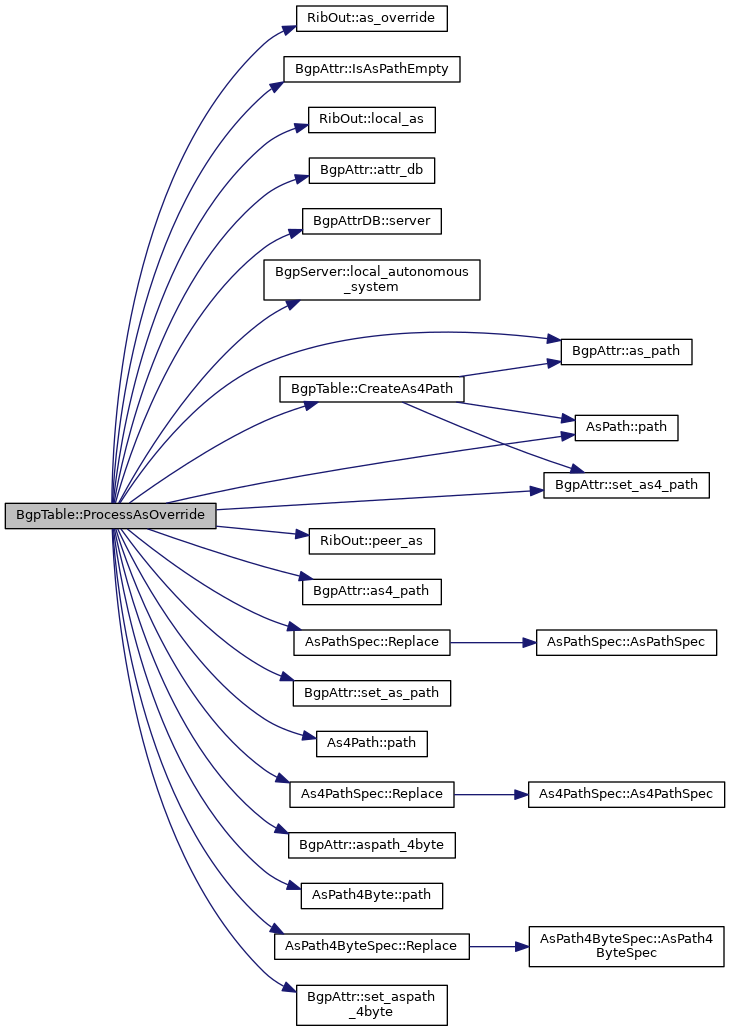 RibOut::as_override
BgpAttr::IsAsPathEmpty
RibOut::local_as
BgpAttr::attr_db
BgpAttrDB::server
BgpServer::local_autonomous
_system
BgpAttr::as_path
BgpTable::CreateAs4Path
AsPath::path
BgpAttr::set_as4_path
BgpTable::ProcessAsOverride
RibOut::peer_as
BgpAttr::as4_path
AsPathSpec::Replace
AsPathSpec::AsPathSpec
BgpAttr::set_as_path
As4Path::path
As4PathSpec::Replace
As4PathSpec::As4PathSpec
BgpAttr::aspath_4byte
AsPath4Byte::path
AsPath4ByteSpec::Replace
AsPath4ByteSpec::AsPath4
ByteSpec
BgpAttr::set_aspath
_4byte